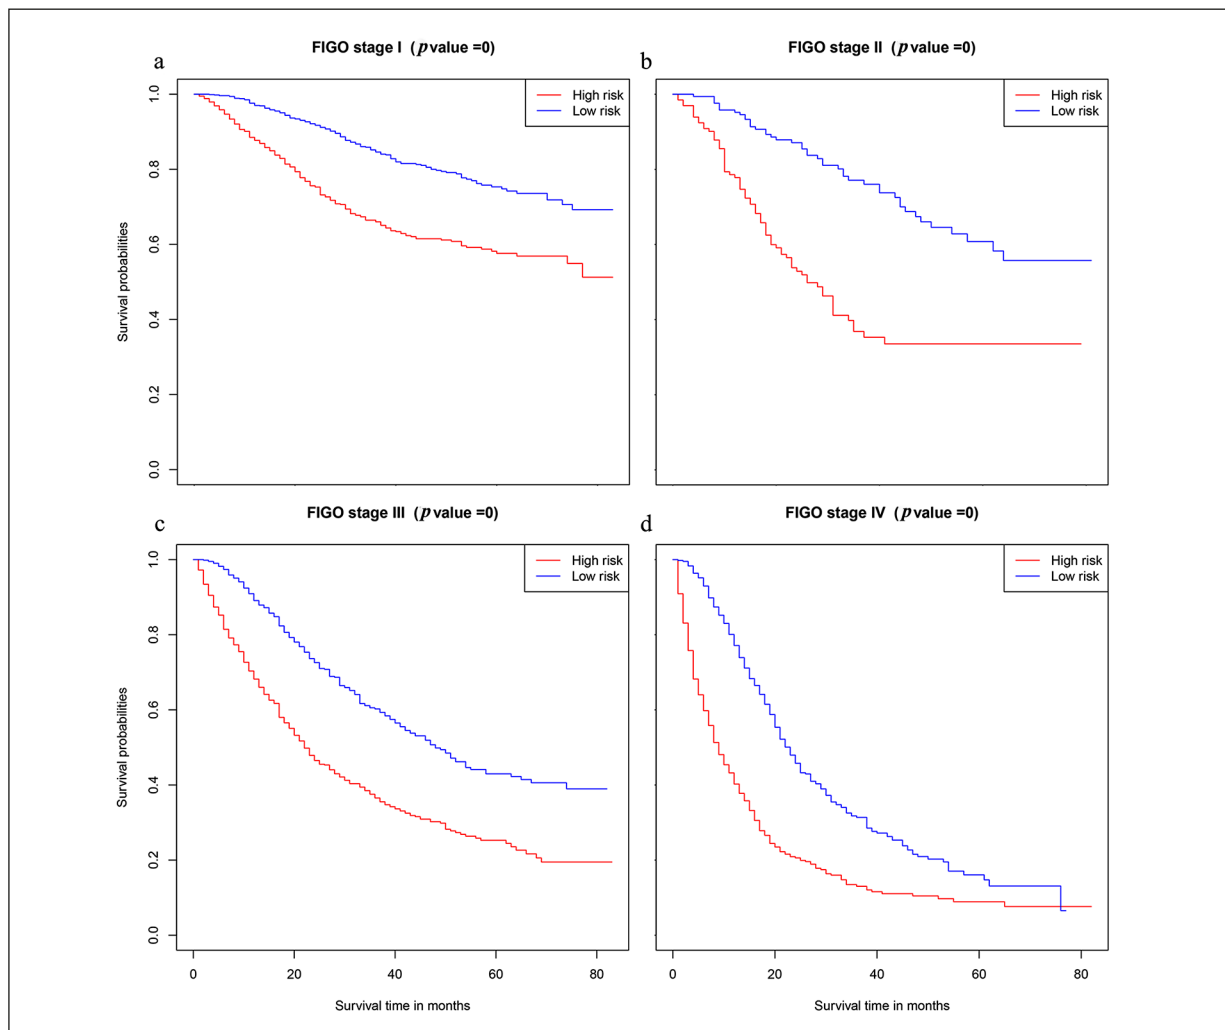 a
FIGO stage I (p value =0)
High risk
Low risk
1.0
0.8
0.6
0.4
0.2
0.0
Survival probabilities
b
FIGO stage II (p value =0)
High risk
Low risk
c
FIGO stage III (p value =0)
High risk
Low risk
1.0
0.8
0.6
0.4
0.2
0.0
Survival probabilities
0 20 40 60 80
Survival time in months
d
FIGO stage IV (p value =0)
High risk
Low risk
0 20 40 60 80
Survival time in months